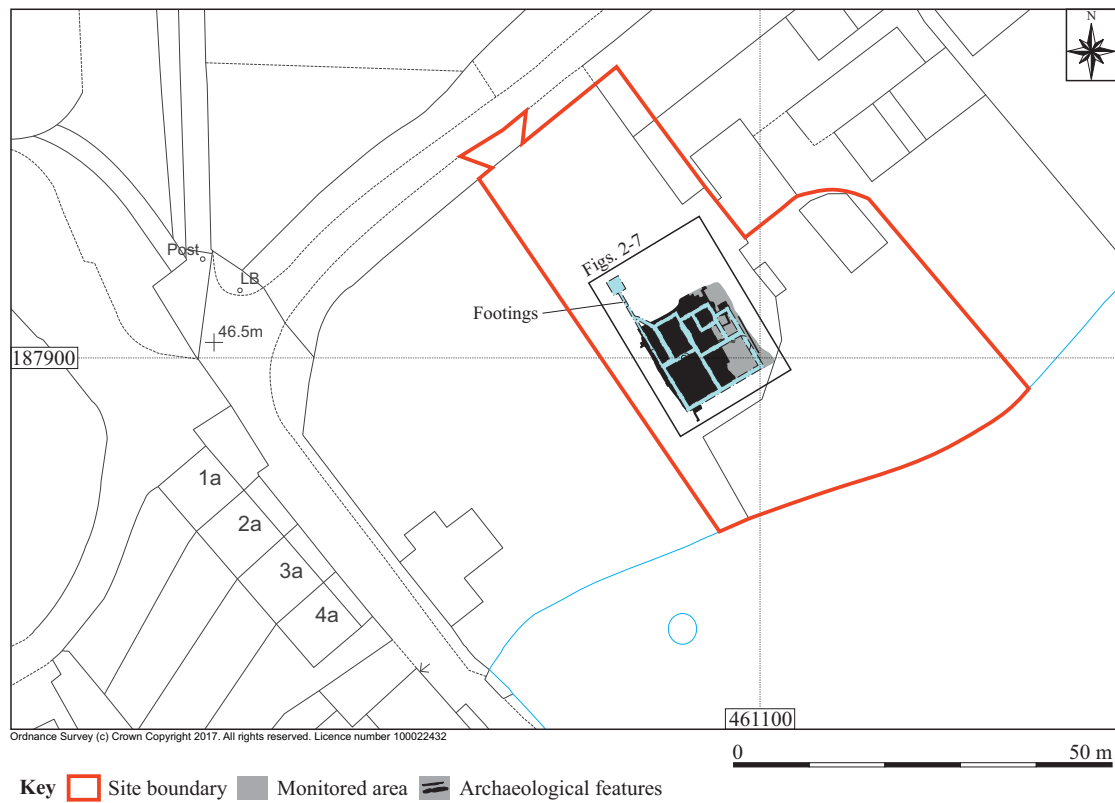 N
Post
LB
46.5m
Figs. 2-7
Footings
187900
1a
2a
3a
4a
461100
Ordnance Survey (c) Crown Copyright 2017. All rights reserved. Licence number 100022432
0 50 m
Key Site boundary Monitored area Archaeological features